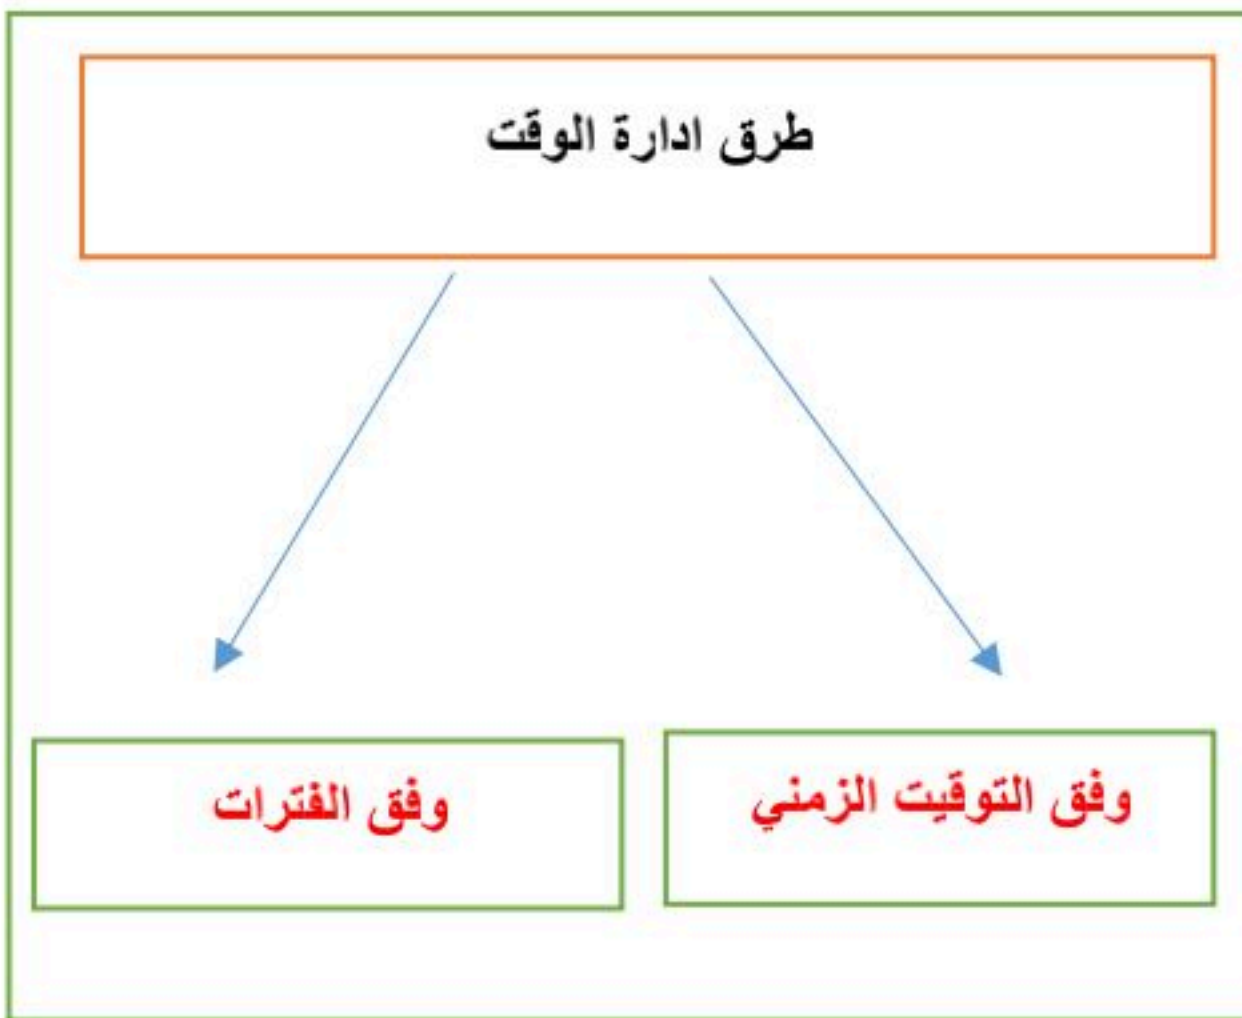 طرق ادارة الوقت
وفق التوقيت الزمني
وفق الفترات